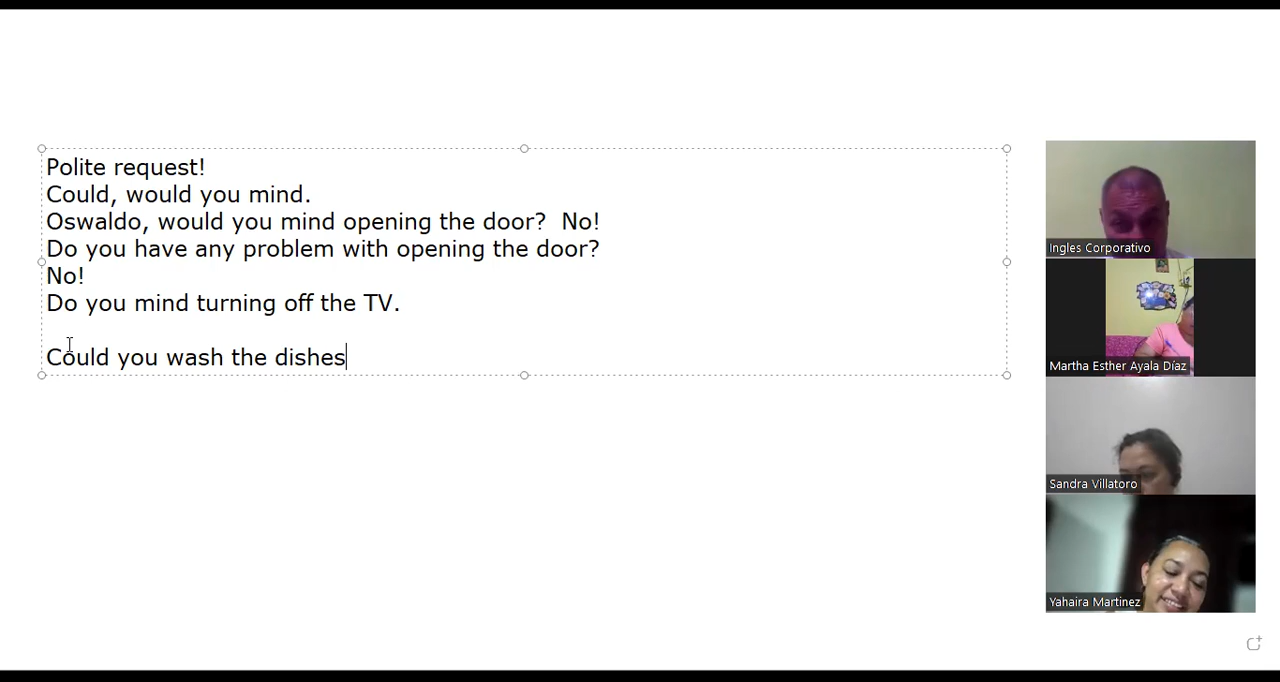 Polite request!
Could, would you mind.
Oswaldo, would you mind opening the door?  No!
Do you have any problem with opening the door?
No!
Do you mind turning off the TV.
Could you wash the dishes
Ingles Corporativo
Martha Esther Ayala Díaz
Sandra Villatoro
Yahaira Martinez